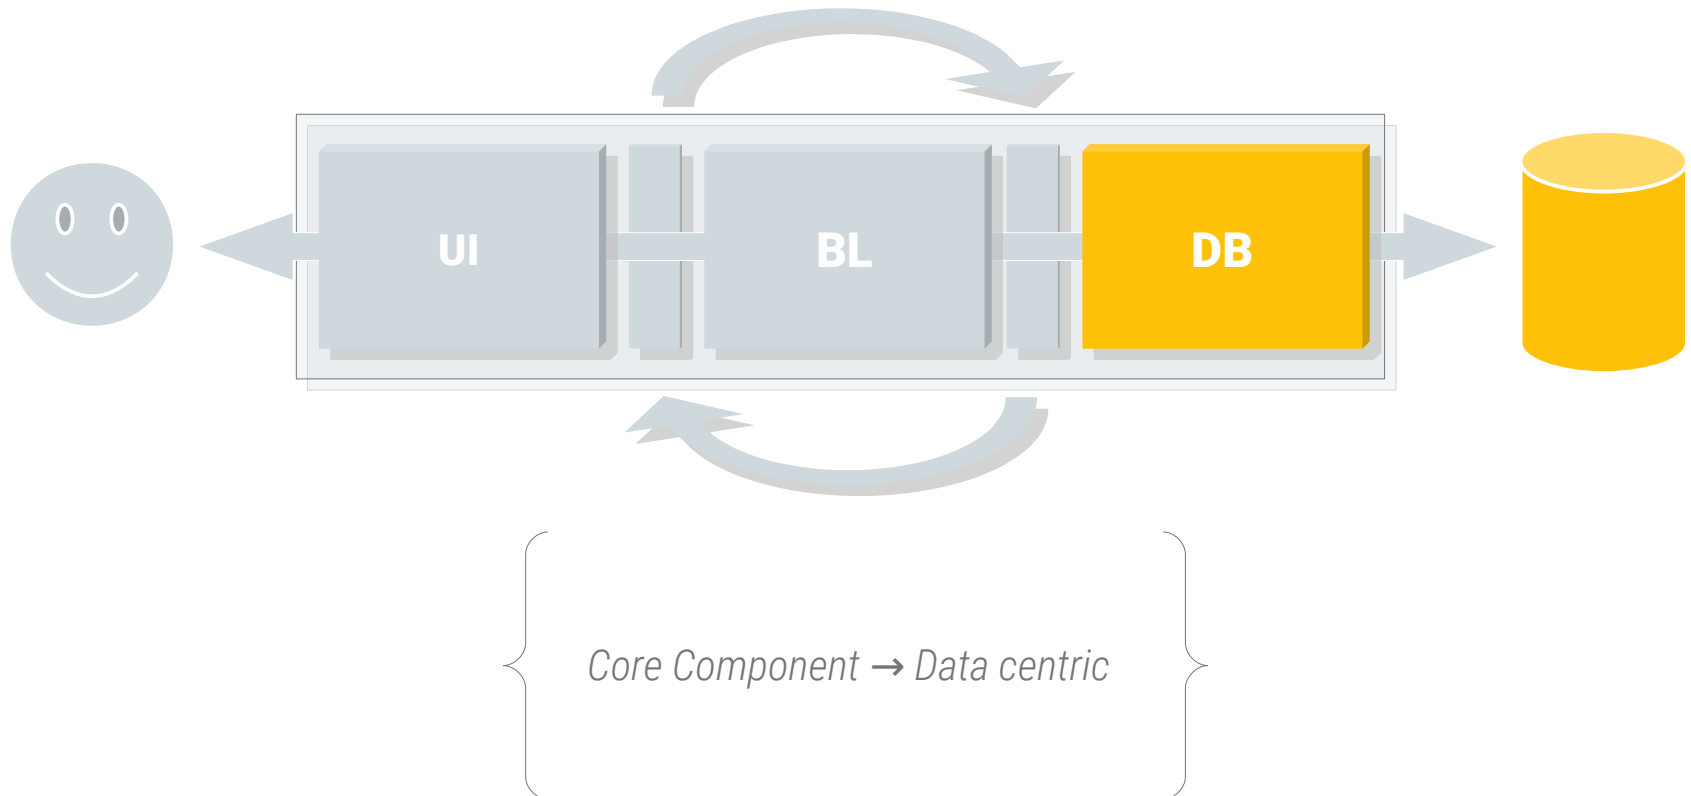 UI
BL
DB
Core Component → Data centric